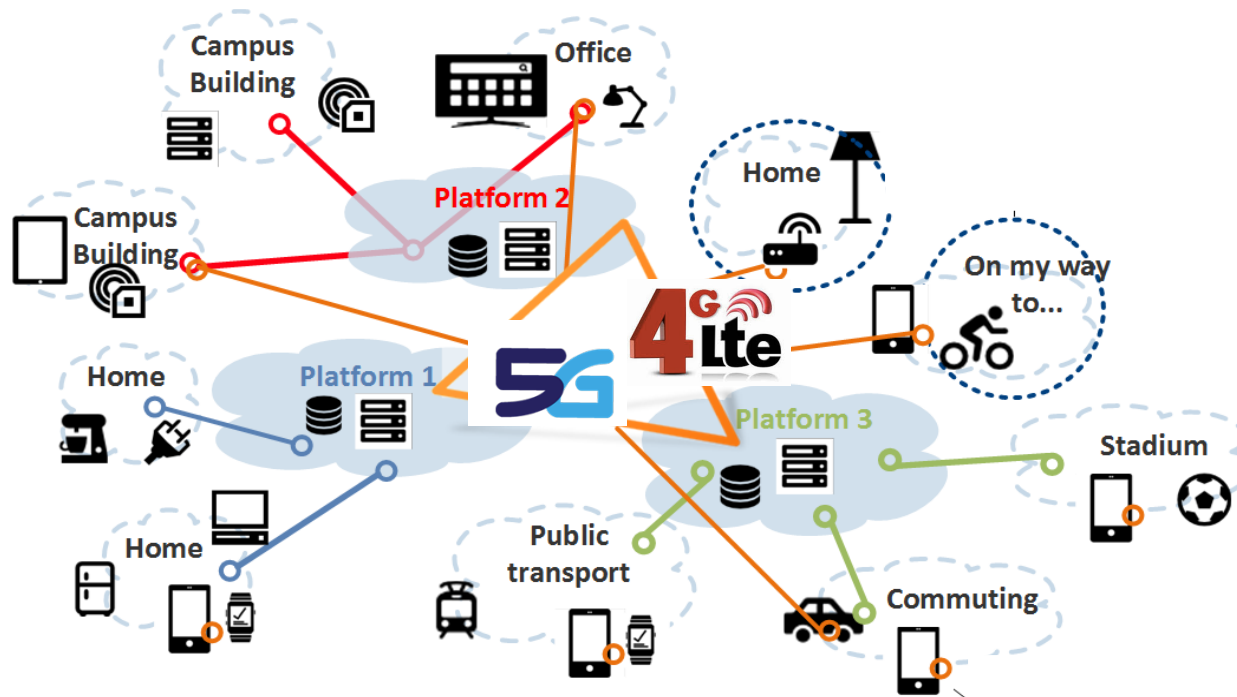 Campus
Building
Office
Home
Platform 2
Campus
Building
On my way
to...
4G
Lte
5G
Home
Platform 1
Platform 3
Stadium
Public
transport
Home
Commuting